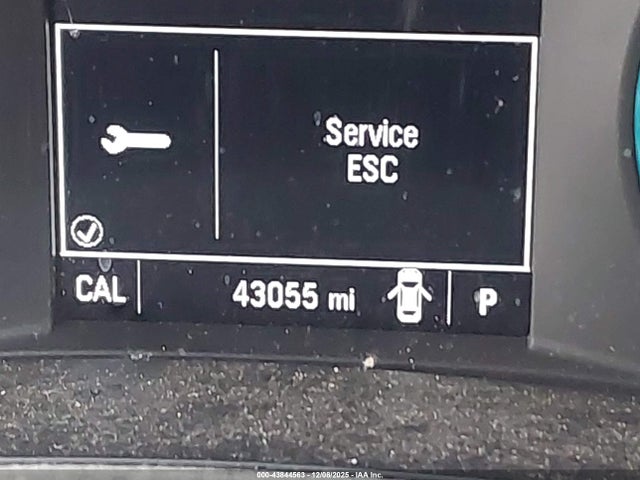 Service
ESC
CAL 43055 mi P
000-43844563 - 12/08/2025 - IAA Inc.